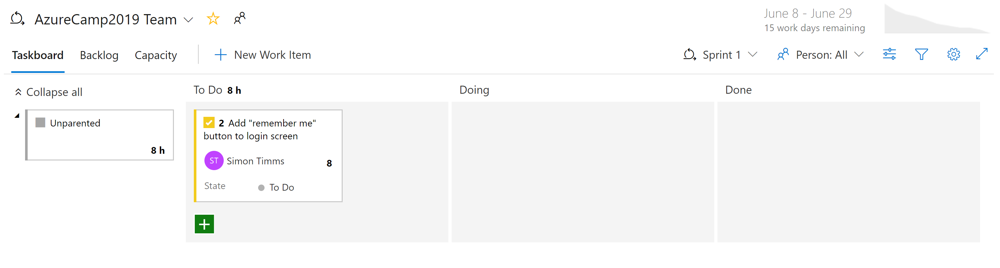 AzureCamp2019 Team
June 8 - June 29
15 work days remaining
Taskboard Backlog Capacity New Work Item Sprint 1 Person: All
Collapse all
To Do 8 h
Doing
Done
Unparented
8 h
2 Add "remember me"
button to login screen
ST Simon Timms 8
State To Do